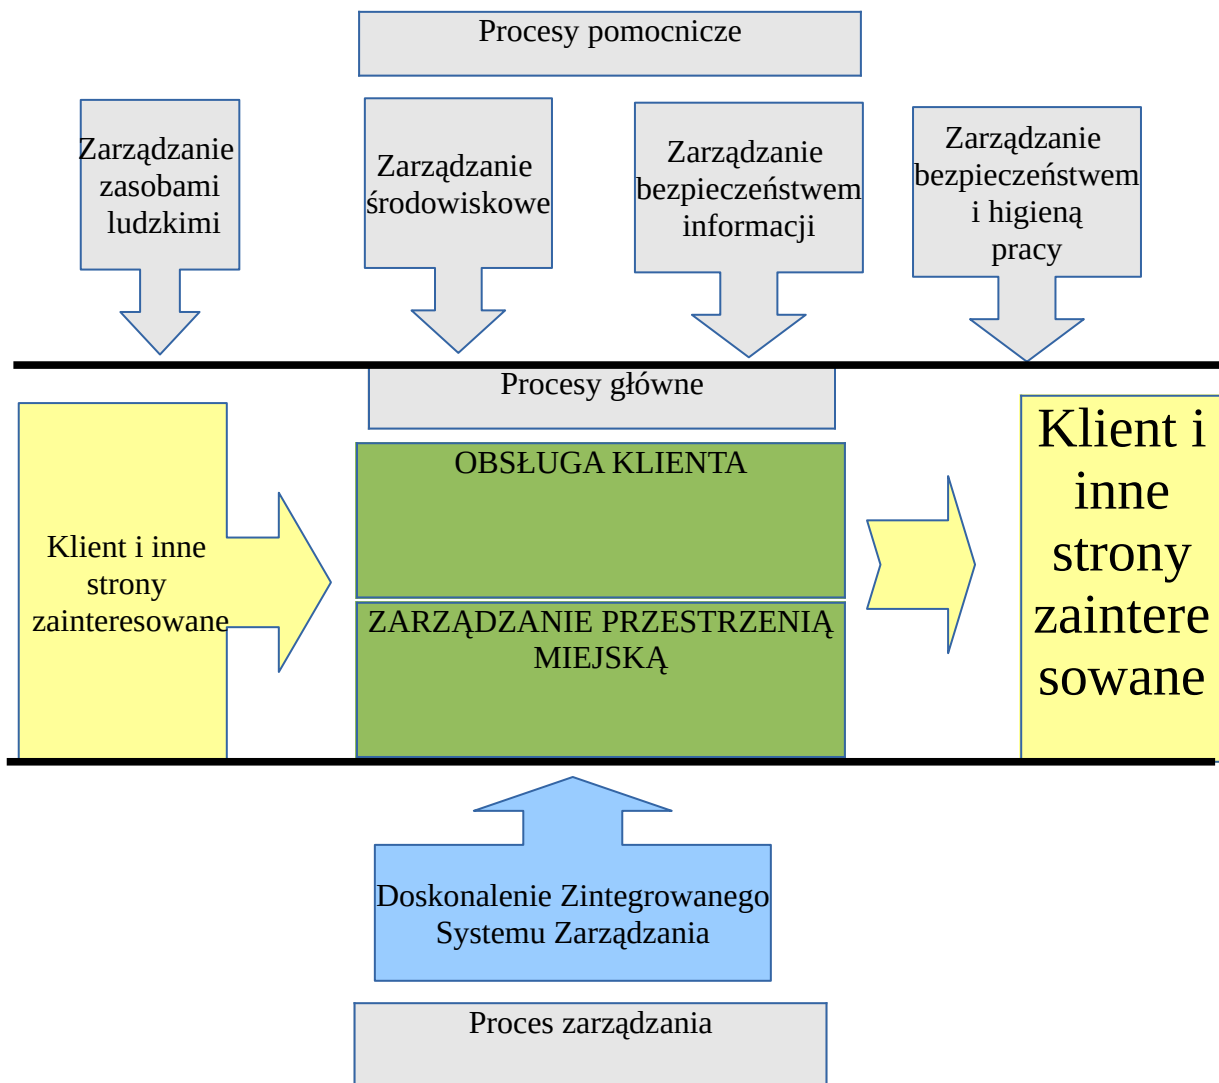 Procesy pomocnicze
Zarządzanie
zasobami
ludzkimi
Zarządzanie
środowiskowe
Zarządzanie
bezpieczeństwem
informacji
Zarządzanie
bezpieczeństwem
i higieną
pracy
Procesy główne
Klient i inne
strony
zainteresowane
OBSŁUGA KLIENTA
ZARZĄDZANIE PRZESTRZENIĄ
MIEJSKĄ
Klient i
inne
strony
zaintere
sowane
Doskonalenie Zintegrowanego
Systemu Zarządzania
Proces zarządzania